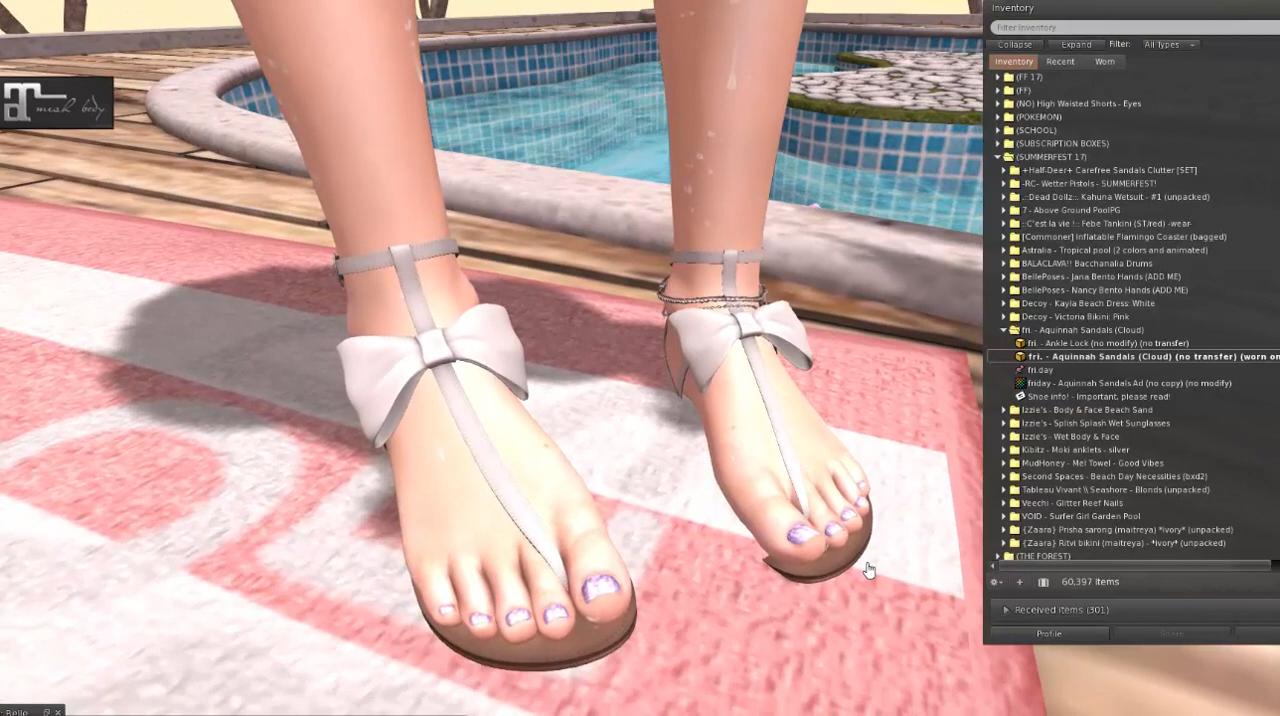 Inventory
Filter Inventory
Collapse Expand Filter: All Types
Inventory Recent Worn
(FF 17)
(FF)
(NO) High Waisted Shorts - Eyes
(POKEMON)
(SCHOOL)
(SUBSCRIPTION BOXES)
(SUMMERFEST 17)
+Half-Deer+ Carefree Sandals Clutter [SET]
-RC- Wetter Pistols - SUMMERFEST!
.::Dead Dollz::. Kahuna Wetsuit - #1 (unpacked)
7 - Above Ground PoolPG
::C'est la vie !:: Febe Tankini (ST/red) -wear-
[Commoner] Inflatable Flamingo Coaster (bagged)
Astralia - Tropical pool (2 colors and animated)
BALACLAVA!! Bacchanalia Drums
BellePoses - Jana Bento Hands (ADD ME)
BellePoses - Nancy Bento Hands (ADD ME)
Decoy - Kayla Beach Dress: White
Decoy - Victoria Bikini: Pink
fri. - Aquinnah Sandals (Cloud)
fri. - Ankle Lock (no modify) (no transfer)
fri. - Aquinnah Sandals (Cloud) (no transfer) (worn on
fri.day
friday - Aquinnah Sandals Ad (no copy) (no modify)
Shoe info! - Important, please read!
Izzie's - Body & Face Beach Sand
Izzie's - Splish Splash Wet Sunglasses
Izzie's - Wet Body & Face
Kibitz - Moki anklets - silver
MudHoney - Mel Towel - Good Vibes
Second Spaces - Beach Day Necessities (bxd2)
Tableau Vivant \\ Seashore - Blonds (unpacked)
Veechi - Glitter Reef Nails
VOID - Surfer Girl Garden Pool
{Zaara} Prisha sarong (maitreya) *ivory* (unpacked)
{Zaara} Ritvi bikini (maitreya) - *ivory* (unpacked)
(THE FOREST)
60,397 items
Received Items (301)
Profile Share
mesh body
Belle